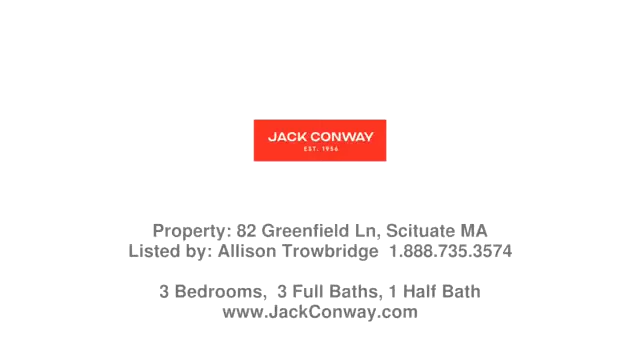 JACK CONWAY
EST. 1956
Property: 82 Greenfield Ln, Scituate MA
Listed by: Allison Trowbridge  1.888.735.3574
3 Bedrooms,  3 Full Baths, 1 Half Bath
www.JackConway.com